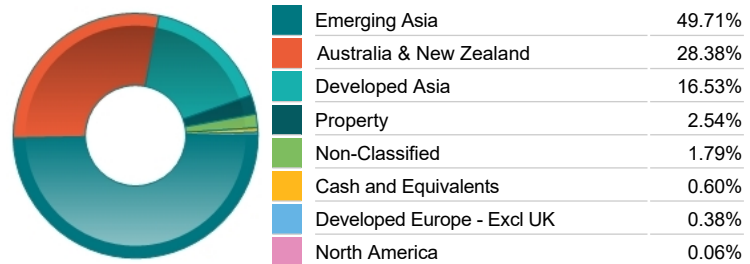 Emerging Asia 49.71%
Australia & New Zealand 28.38%
Developed Asia 16.53%
Property 2.54%
Non-Classified 1.79%
Cash and Equivalents 0.60%
Developed Europe - Excl UK 0.38%
North America 0.06%